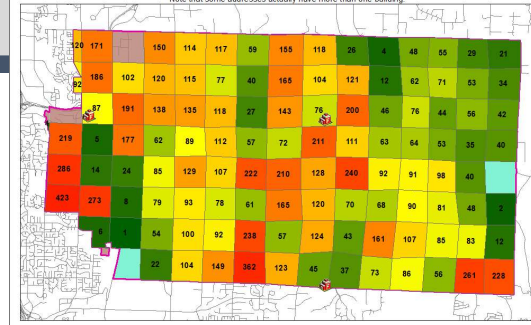 Note that some addresses actually have more than one building.
120 171 150 114 117 59 155 118 26 4 48 55 29 21
92 186 102 120 115 77 40 165 104 121 12 62 71 53 34
87 191 138 135 118 27 143 76 200 46 76 44 56 42
219 5 177 62 89 112 57 72 211 111 63 64 53 35 40
286 14 24 85 129 107 222 210 128 240 92 91 98 40
423 273 8 79 93 78 61 165 120 70 68 90 81 48 2
6 1 54 100 92 238 57 124 43 161 107 85 83 12
22 104 149 362 123 45 37 73 86 56 261 228